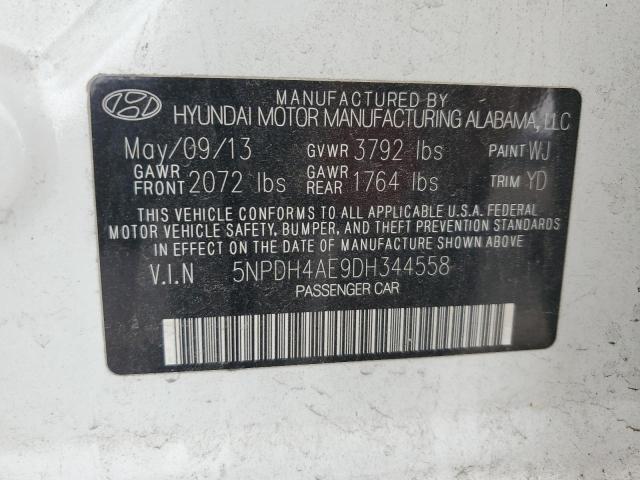 MANUFACTURED BY
HYUNDAI MOTOR MANUFACTURING ALABAMA, LLC
May/09/13 GVWR 3792 lbs PAINT WJ
GAWR FRONT 2072 lbs GAWR REAR 1764 lbs TRIM YD
THIS VEHICLE CONFORMS TO ALL APPLICABLE U.S.A. FEDERAL
MOTOR VEHICLE SAFETY, BUMPER, AND THEFT PREVENTION STANDARDS
IN EFFECT ON THE DATE OF MANUFACTURE SHOWN ABOVE
V.I.N 5NPDH4AE9DH344558
PASSENGER CAR